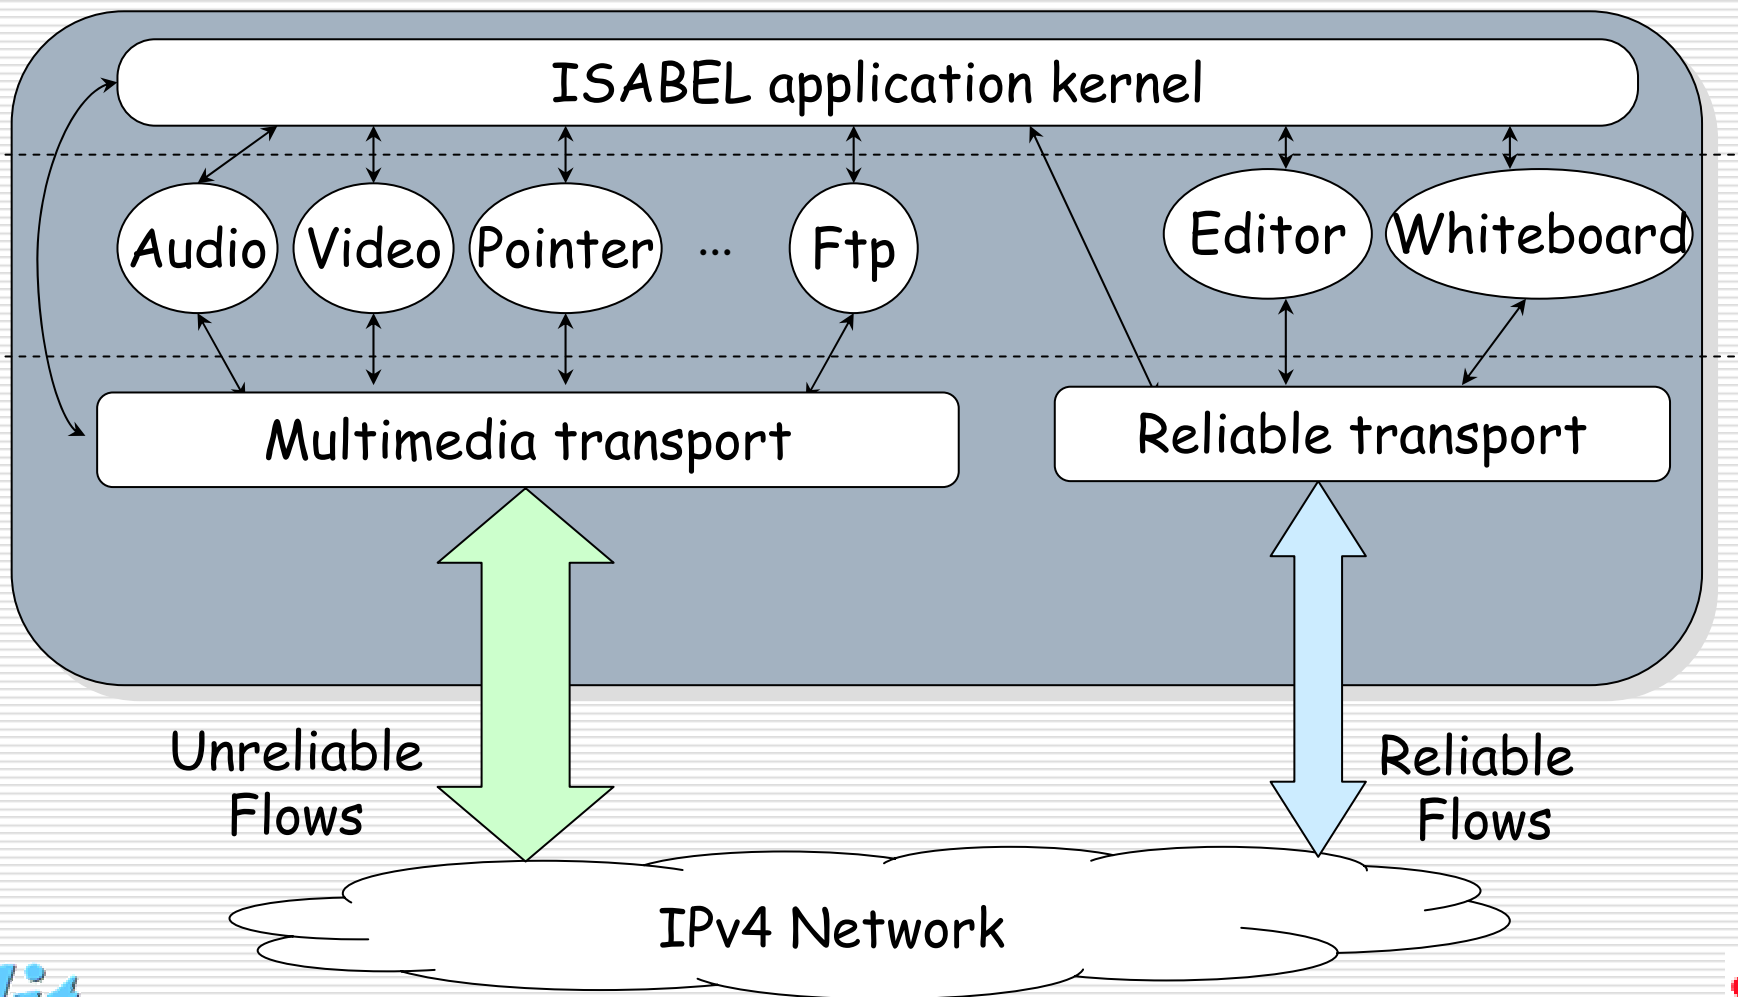 ISABEL application kernel
Audio
Video
Pointer
...
Ftp
Editor
Whiteboard
Multimedia transport
Reliable transport
Unreliable
Flows
Reliable
Flows
IPv4 Network